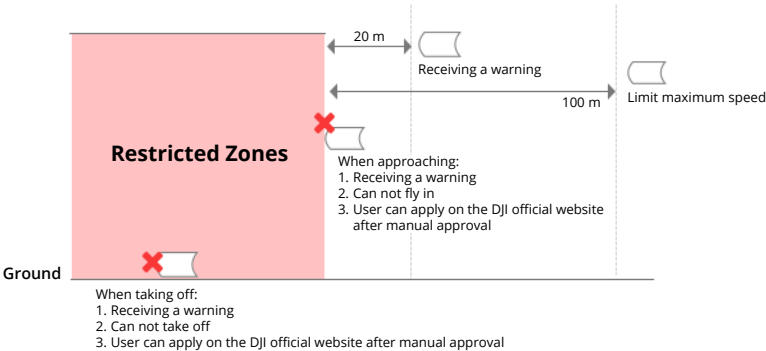 20 m
Receiving a warning
100 m
Limit maximum speed
Restricted Zones
When approaching:
1. Receiving a warning
2. Can not fly in
3. User can apply on the DJI official website
after manual approval
Ground
When taking off:
1. Receiving a warning
2. Can not take off
3. User can apply on the DJI official website after manual approval